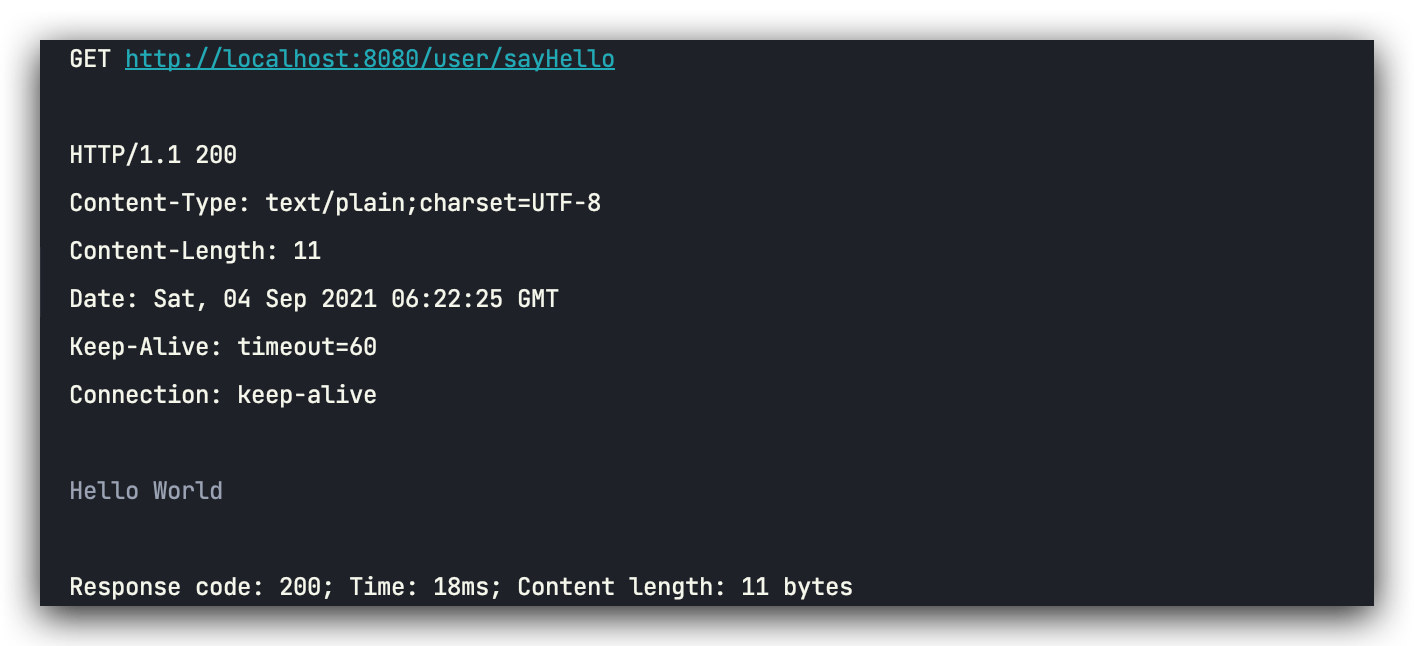 GET http://localhost:8080/user/sayHello
HTTP/1.1 200
Content-Type: text/plain;charset=UTF-8
Content-Length: 11
Date: Sat, 04 Sep 2021 06:22:25 GMT
Keep-Alive: timeout=60
Connection: keep-alive
Hello World
Response code: 200; Time: 18ms; Content length: 11 bytes